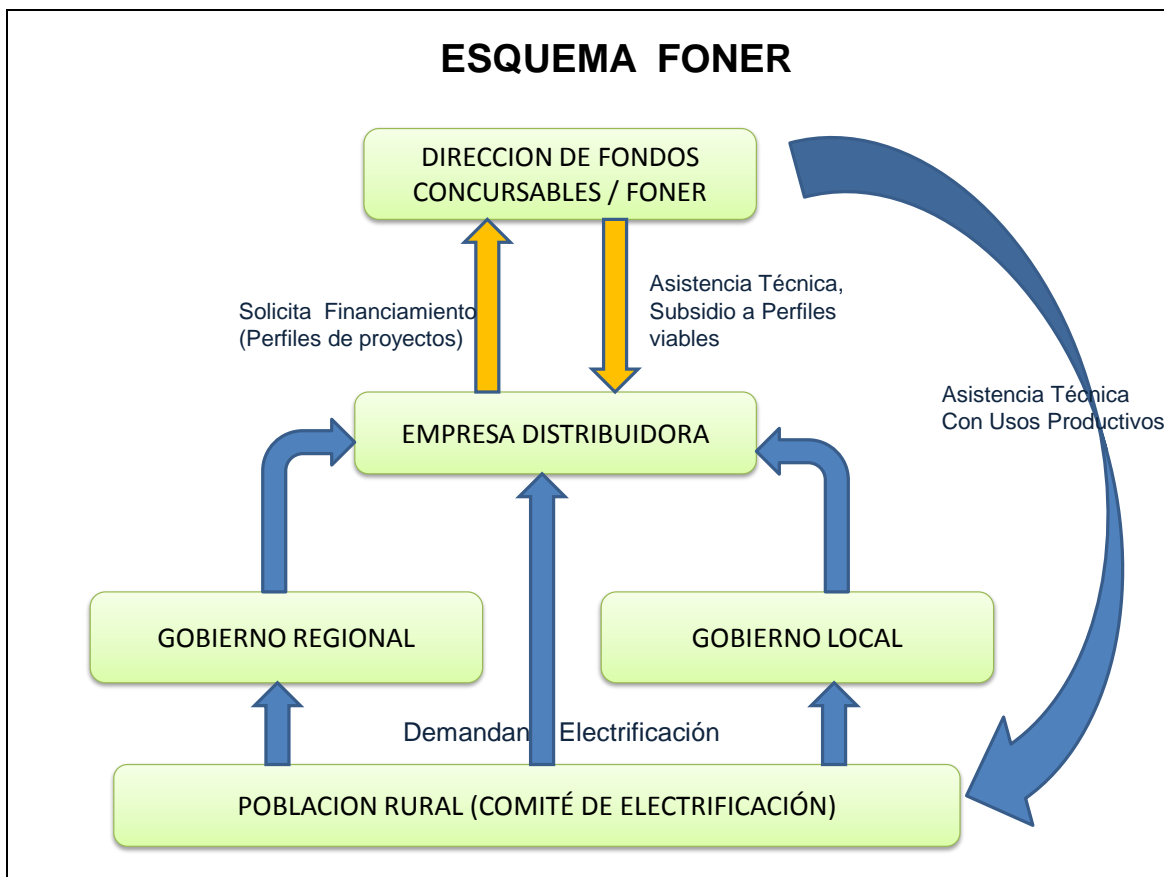 ESQUEMA FONER
DIRECCION DE FONDOS
CONCURSABLES / FONER
Solicita Financiamiento
(Perfiles de proyectos)
Asistencia Técnica,
Subsidio a Perfiles
viables
Asistencia Técnica
Con Usos Productivos
EMPRESA DISTRIBUIDORA
GOBIERNO REGIONAL
GOBIERNO LOCAL
Demandan Electrificación
POBLACION RURAL (COMITÉ DE ELECTRIFICACIÓN)